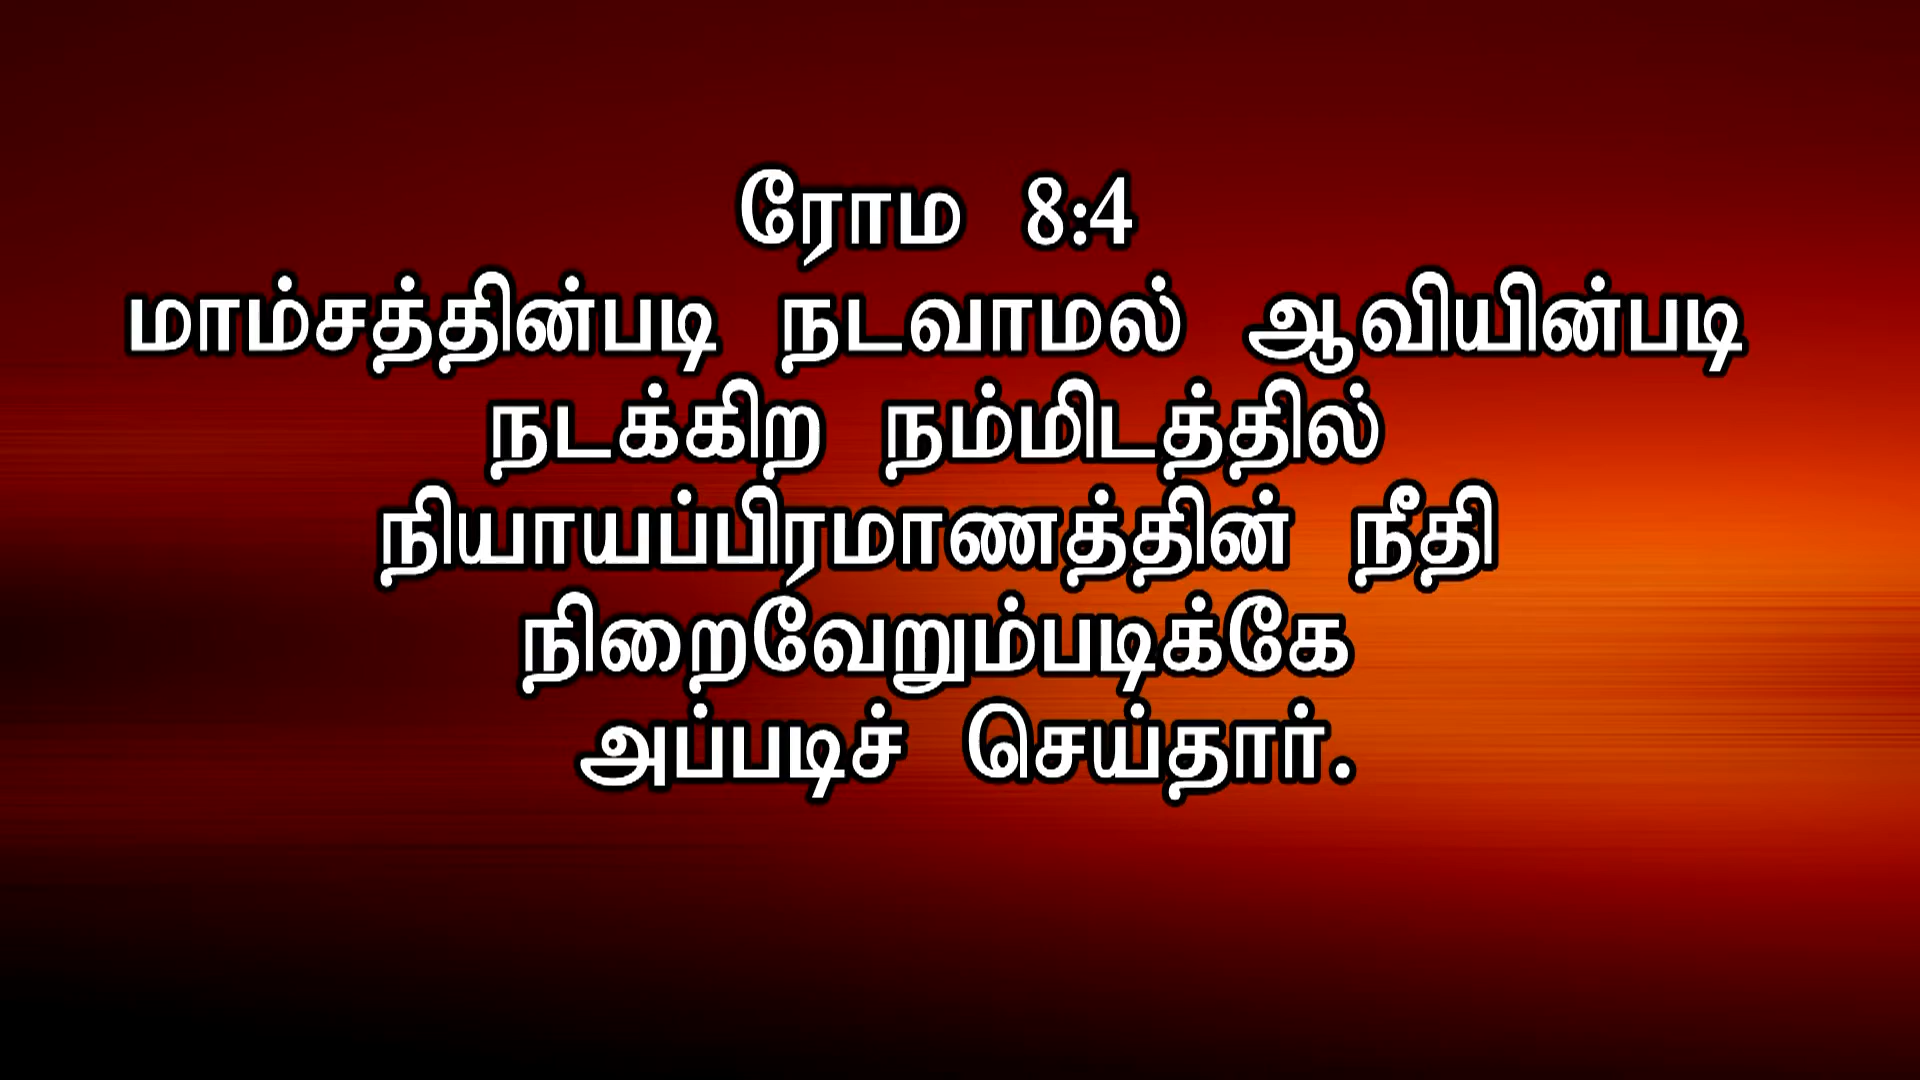 ரோம 8:4
மாம்சத்தின்படி நடவாமல் ஆவியின்படி
நடக்கிற நம்மிடத்தில்
நியாயப்பிரமாணத்தின் நீதி
நிறைவேறும்படிக்கே
அப்படிச் செய்தார்.